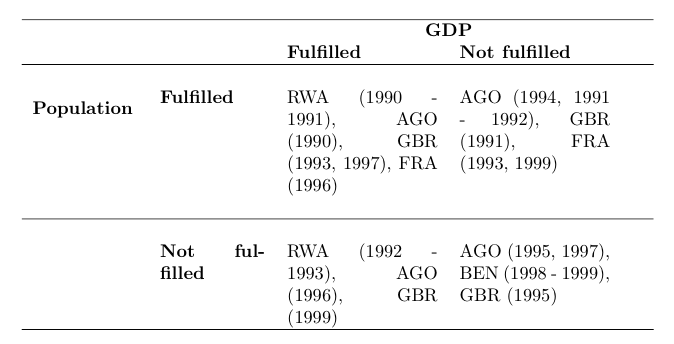 GDP
Fulfilled Not fulfilled
Population
Fulfilled
RWA (1990 -
1991), AGO
(1990), GBR
(1993, 1997), FRA
(1996)
AGO (1994, 1991
- 1992), GBR
(1991), FRA
(1993, 1999)
Not ful-
filled
RWA (1992 -
1993), AGO
(1996), GBR
(1999)
AGO (1995, 1997),
BEN (1998 - 1999),
GBR (1995)